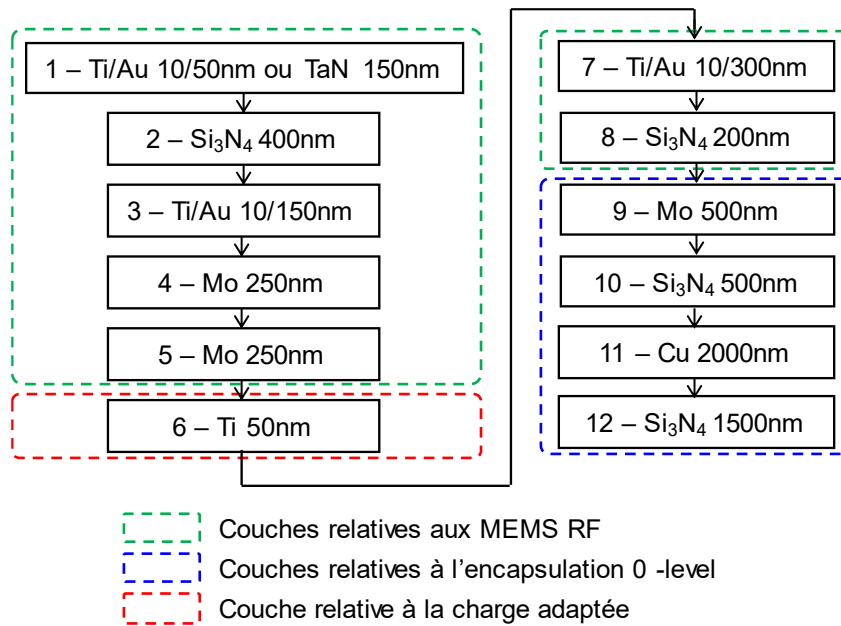 1 – Ti/Au 10/50nm ou TaN 150nm
2 – Si₃N₄ 400nm
3 – Ti/Au 10/150nm
4 – Mo 250nm
5 – Mo 250nm
6 – Ti 50nm
7 – Ti/Au 10/300nm
8 – Si₃N₄ 200nm
9 – Mo 500nm
10 – Si₃N₄ 500nm
11 – Cu 2000nm
12 – Si₃N₄ 1500nm
Couches relatives aux MEMS RF
Couches relatives à l’encapsulation 0 -level
Couche relative à la charge adaptée